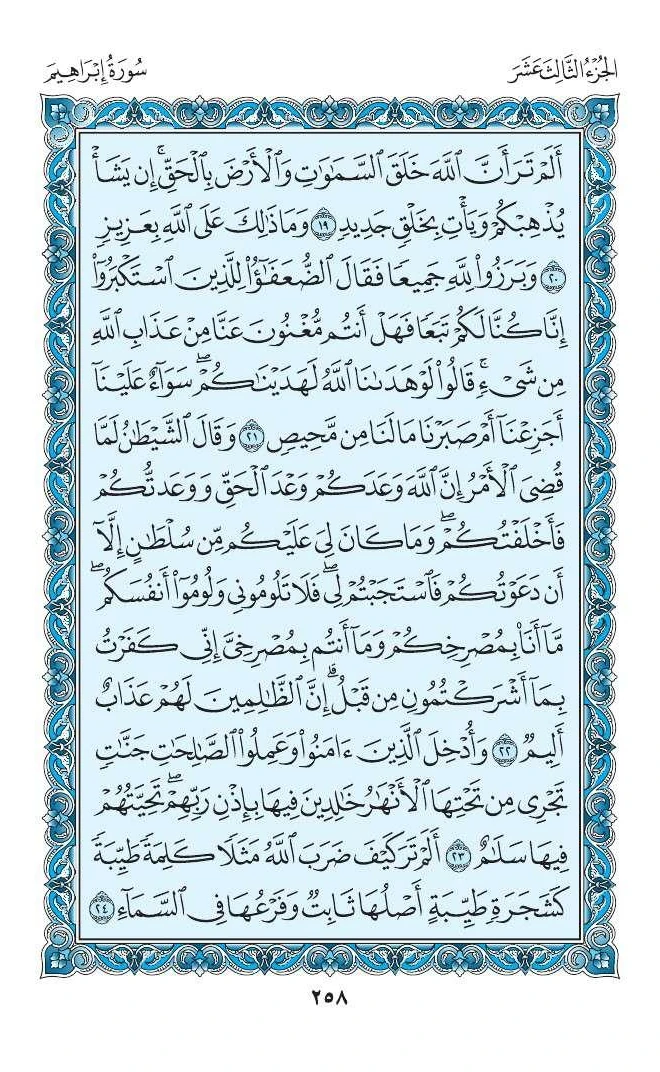 الجُزْءُ الثَّالِثَ عَشَرَ
سُورَةُ إِبْرَاهِيمَ
أَلَمْ تَرَ أَنَّ ٱللَّهَ خَلَقَ ٱلسَّمَٰوَٰتِ وَٱلْأَرْضَ بِٱلْحَقِّۚ إِن يَشَأْ
يُذْهِبْكُمْ وَيَأْتِ بِخَلْقٍ جَدِيدٍ ١٩ وَمَا ذَٰلِكَ عَلَى ٱللَّهِ بِعَزِيزٍ
٢٠ وَبَرَزُوا۟ لِلَّهِ جَمِيعًا فَقَالَ ٱلضُّعَفَٰٓؤُا۟ لِلَّذِينَ ٱسْتَكْبَرُوٓا۟
إِنَّا كُنَّا لَكُمْ تَبَعًا فَهَلْ أَنتُم مُّغْنُونَ عَنَّا مِنْ عَذَابِ ٱللَّهِ
مِن شَىْءٍۚ قَالُوا۟ لَوْ هَدَىٰنَا ٱللَّهُ لَهَدَيْنَٰكُمْۖ سَوَآءٌ عَلَيْنَآ
أَجَزِعْنَآ أَمْ صَبَرْنَا مَا لَنَا مِن مَّحِيصٍ ٢١ وَقَالَ ٱلشَّيْطَٰنُ لَمَّا
قُضِىَ ٱلْأَمْرُ إِنَّ ٱللَّهَ وَعَدَكُمْ وَعْدَ ٱلْحَقِّ وَوَعَدتُّكُمْ
فَأَخْلَفْتُكُمْۖ وَمَا كَانَ لِىَ عَلَيْكُم مِّن سُلْطَٰنٍ إِلَّآ
أَن دَعَوْتُكُمْ فَٱسْتَجَبْتُمْ لِىۖ فَلَا تَلُومُونِى وَلُومُوٓا۟ أَنفُسَكُمۖ
مَّآ أَنَا۠ بِمُصْرِخِكُمْ وَمَآ أَنتُم بِمُصْرِخِىَّ إِنِّى كَفَرْتُ
بِمَآ أَشْرَكْتُمُونِ مِن قَبْلُۗ إِنَّ ٱلظَّٰلِمِينَ لَهُمْ عَذَابٌ
أَلِيمٌ ٢٢ وَأُدْخِلَ ٱلَّذِينَ ءَامَنُوا۟ وَعَمِلُوا۟ ٱلصَّٰلِحَٰتِ جَنَّٰتٍ
تَجْرِى مِن تَحْتِهَا ٱلْأَنْهَٰرُ خَٰلِدِينَ فِيهَا بِإِذْنِ رَبِّهِمْۖ تَحِيَّتُهُمْ
فِيهَا سَلَٰمٌ ٢٣ أَلَمْ تَرَ كَيْفَ ضَرَبَ ٱللَّهُ مَثَلًا كَلِمَةً طَيِّبَةً
كَشَجَرَةٍ طَيِّبَةٍ أَصْلُهَا ثَابِتٌ وَفَرْعُهَا فِى ٱلسَّمَآءِ ٢٤
٢٥٨